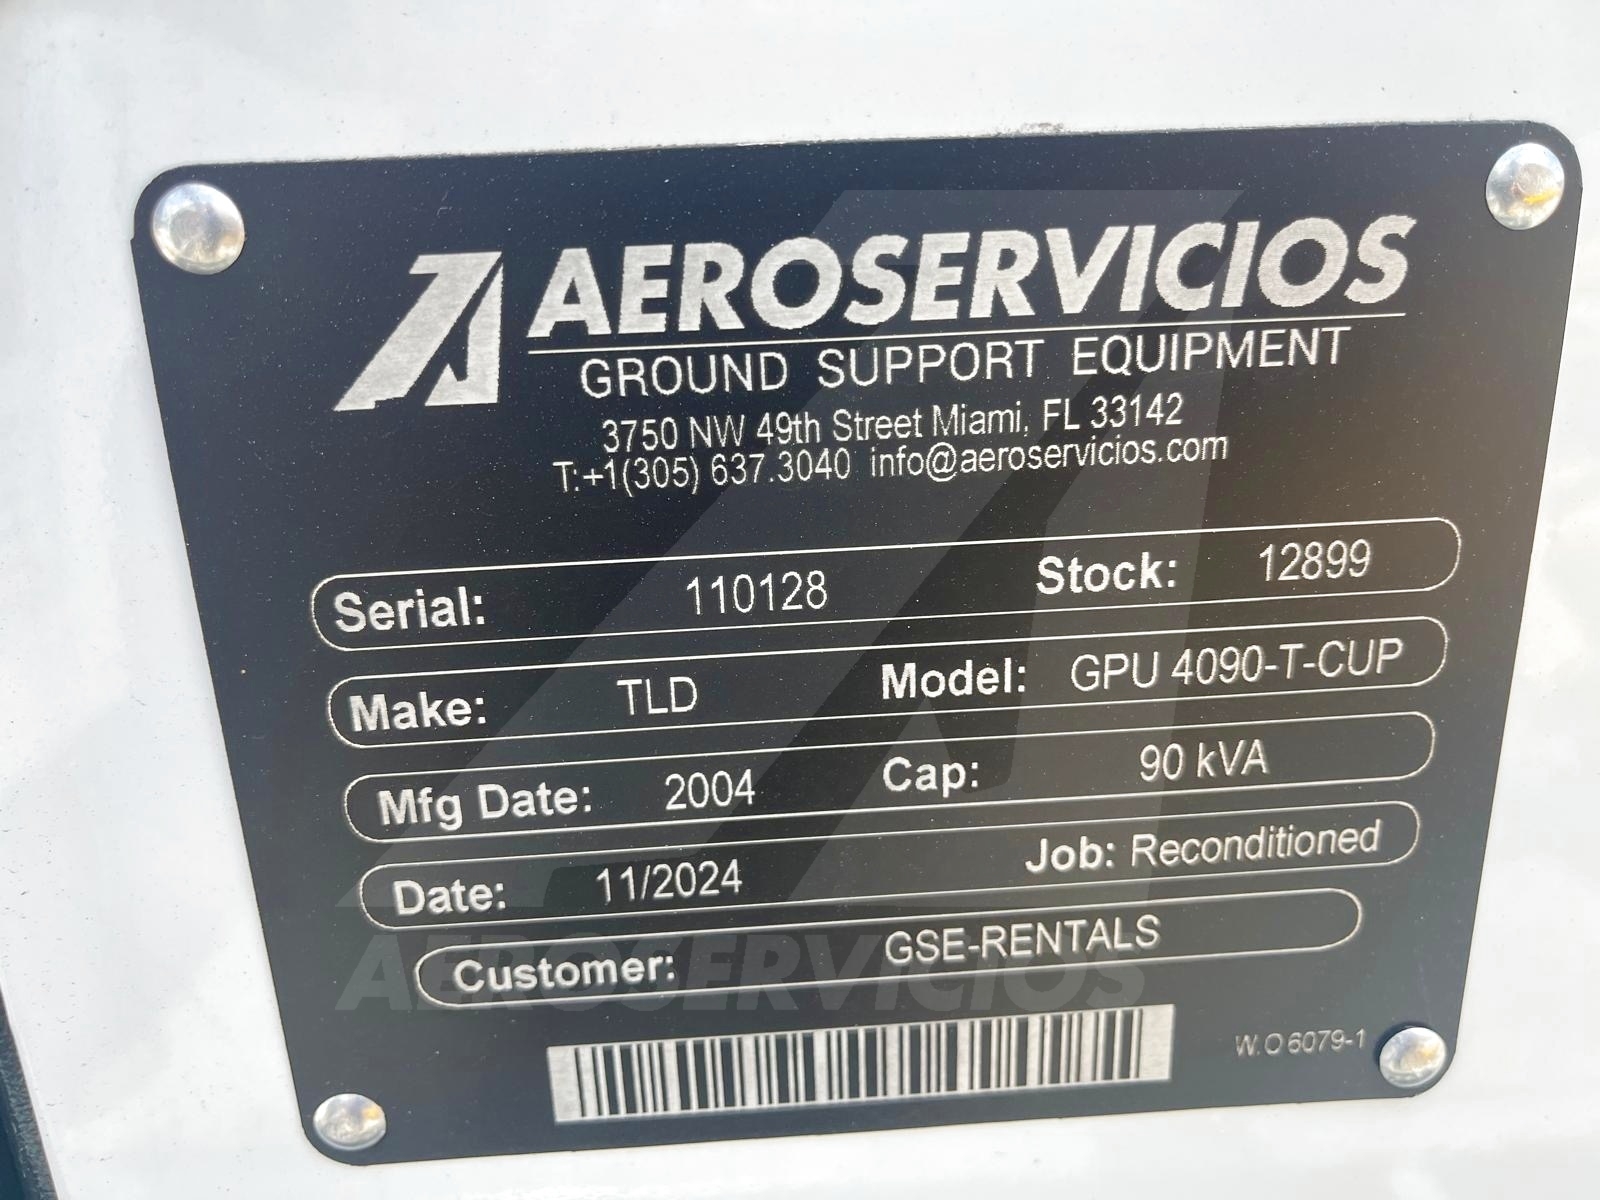 AEROSERVICIOS
GROUND SUPPORT EQUIPMENT
3750 NW 49th Street Miami, FL 33142
T:+1(305) 637.3040 info@aeroservicios.com
Serial: 110128 Stock: 12899
Make: TLD Model: GPU 4090-T-CUP
Mfg Date: 2004 Cap: 90 kVA
Date: 11/2024 Job: Reconditioned
Customer: GSE-RENTALS
AEROSERVICIOS
W.O 6079-1